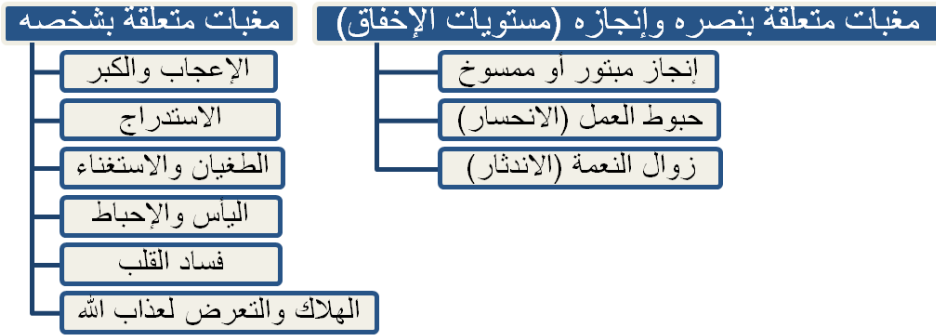 مغبات متعلقة بنصره وإنجازه (مستويات الإخفاق)
إنجاز مبتور أو ممسوخ
حبوط العمل (الانحسار)
زوال النعمة (الاندثار)
مغبات متعلقة بشخصه
الإعجاب والكبر
الاستدراج
الطغيان والاستغناء
اليأس والإحباط
فساد القلب
الهلاك والتعرض لعذاب الله